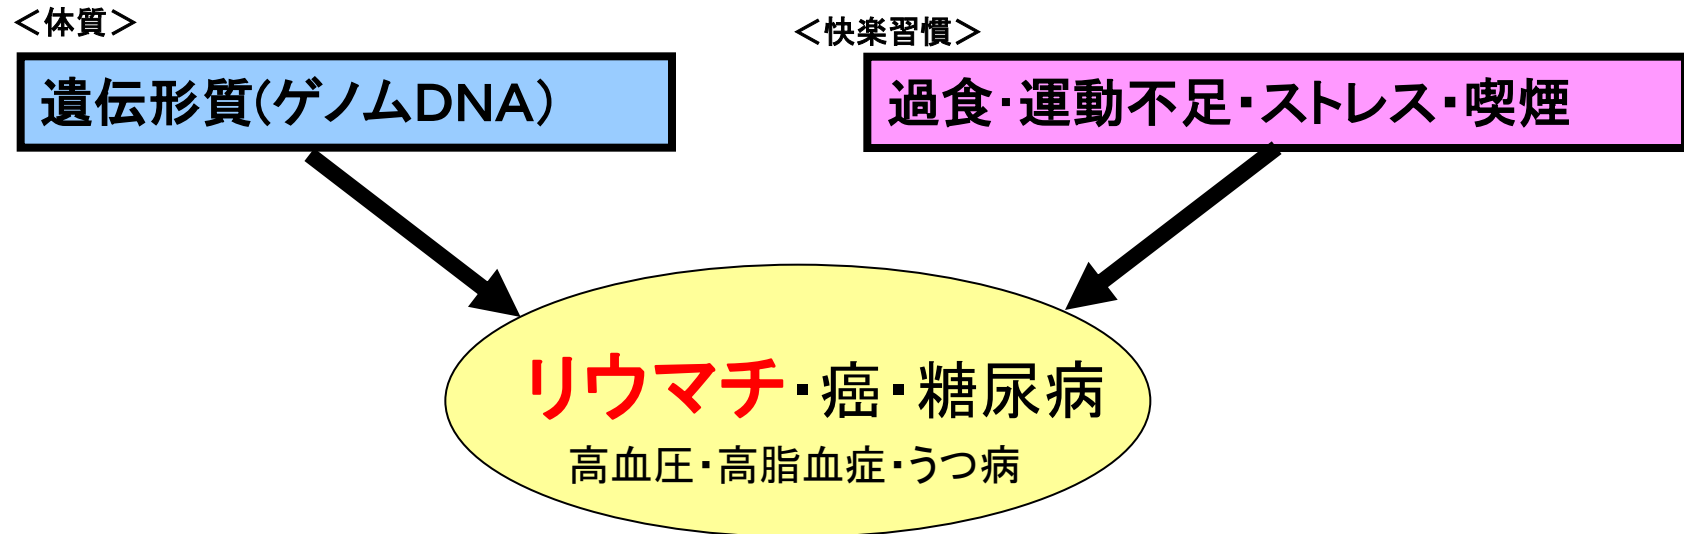 ＜体質＞
＜快楽習慣＞
遺伝形質(ゲノムDNA)
過食・運動不足・ストレス・喫煙
リウマチ・癌・糖尿病
高血圧・高脂血症・うつ病